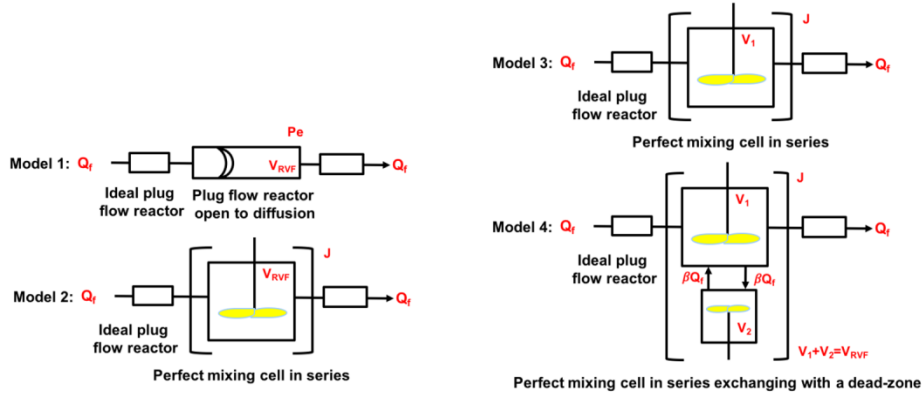 Pe
Model 1: Qf VRVF Qf
Ideal plug
flow reactor
Plug flow reactor
open to diffusion
J
VRVF
Model 2: Qf Qf
Ideal plug
flow reactor
Perfect mixing cell in series
J
V1
Model 3: Qf Qf
Ideal plug
flow reactor
Perfect mixing cell in series
J
V1
Model 4: Qf Qf
Ideal plug
flow reactor
βQf βQf
V2
V1+V2=VRVF
Perfect mixing cell in series exchanging with a dead-zone